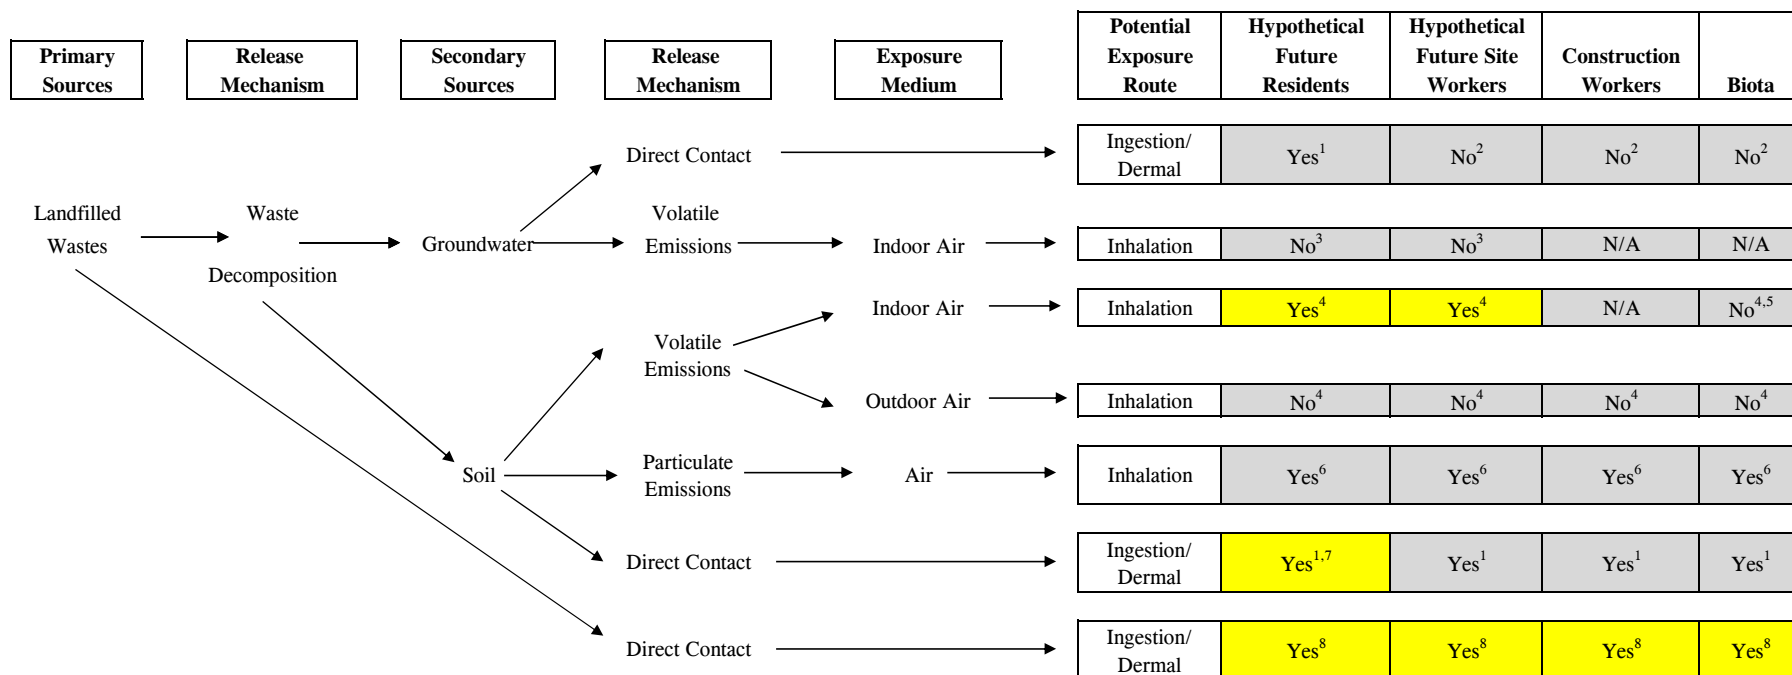 Primary
Sources
Release
Mechanism
Secondary
Sources
Release
Mechanism
Exposure
Medium
Potential
Exposure
Route
Hypothetical
Future
Residents
Hypothetical
Future Site
Workers
Construction
Workers
Biota
Direct Contact
Ingestion/
Dermal
Yes1
No2
No2
No2
Landfilled
Wastes
Waste
Decomposition
Groundwater
Volatile
Emissions
Indoor Air
Inhalation
No3
No3
N/A
N/A
Volatile
Emissions
Indoor Air
Inhalation
Yes4
Yes4
N/A
No4,5
Outdoor Air
Inhalation
No4
No4
No4
No4
Soil
Particulate
Emissions
Air
Inhalation
Yes6
Yes6
Yes6
Yes6
Direct Contact
Ingestion/
Dermal
Yes1,7
Yes1
Yes1
Yes1
Direct Contact
Ingestion/
Dermal
Yes8
Yes8
Yes8
Yes8